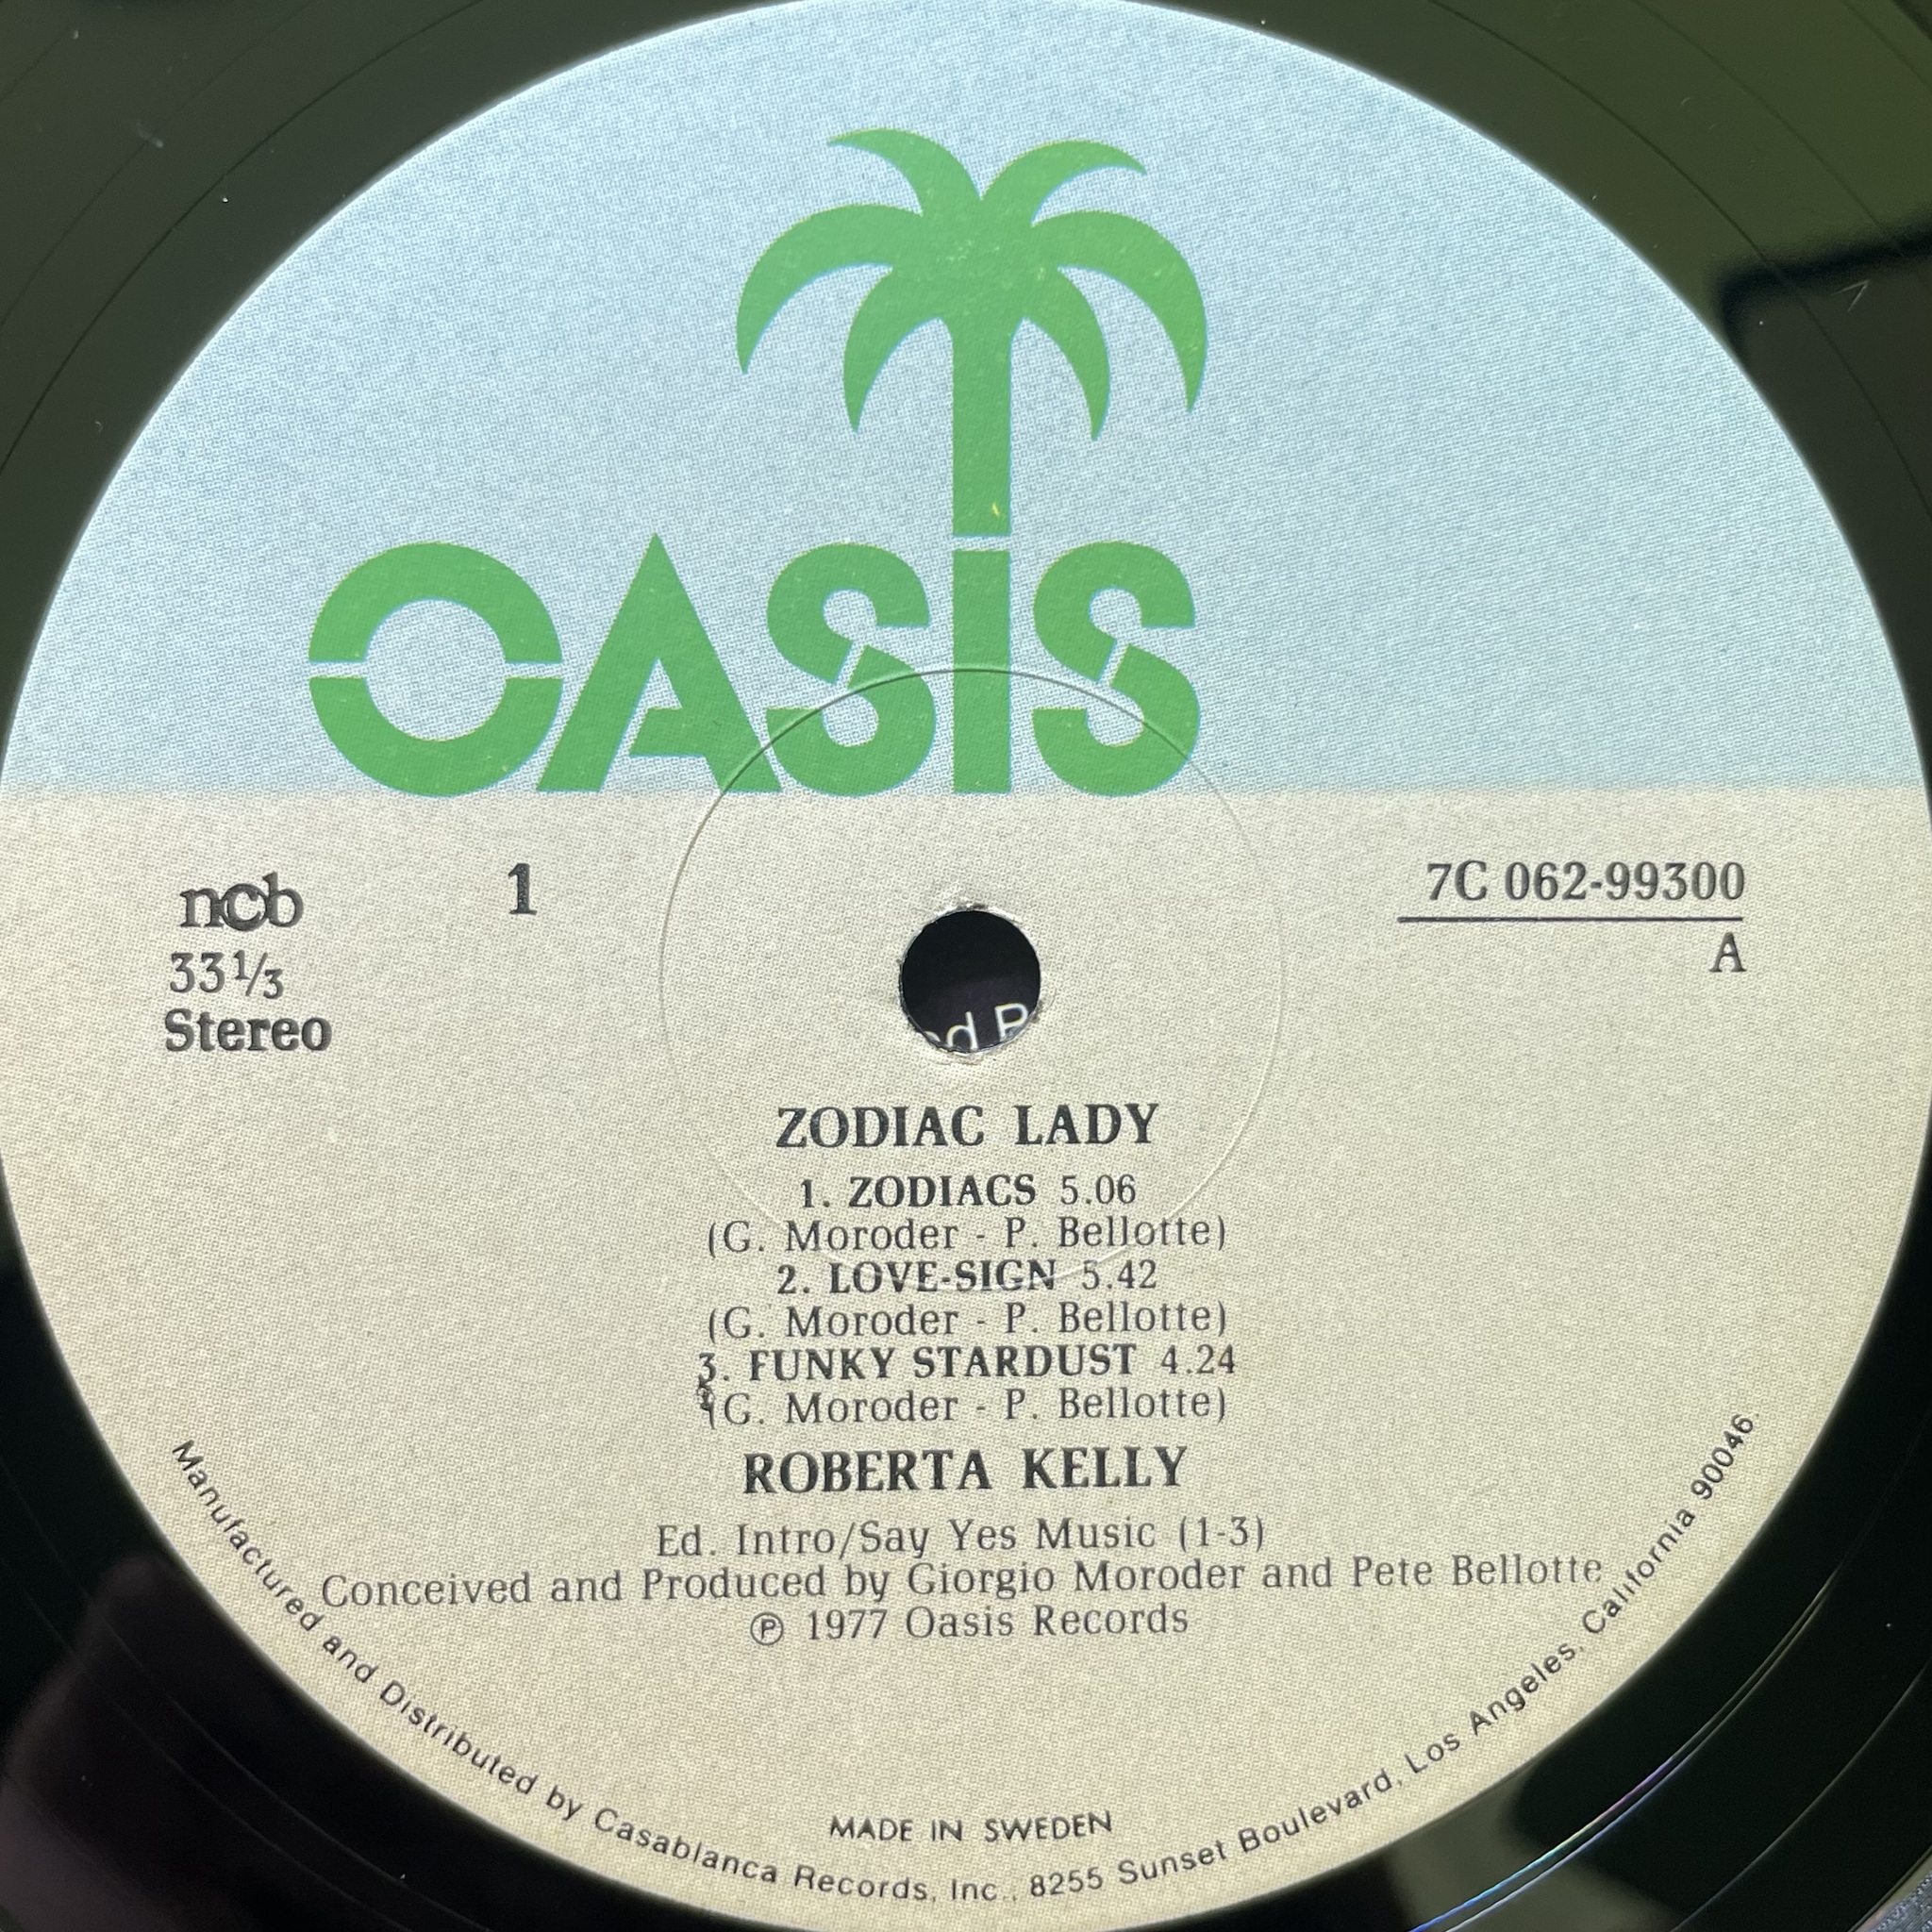 OASIS
ncb
1
7C 062-99300
33⅓
A
Stereo
ed B
ZODIAC LADY
1. ZODIACS 5.06
(G. Moroder - P. Bellotte)
2. LOVE-SIGN 5.42
(G. Moroder - P. Bellotte)
3. FUNKY STARDUST 4.24
(G. Moroder - P. Bellotte)
ROBERTA KELLY
Ed. Intro/Say Yes Music (1-3)
Conceived and Produced by Giorgio Moroder and Pete Bellotte
Ⓟ 1977 Oasis Records
MADE IN SWEDEN
Manufactured and Distributed by Casablanca Records, Inc., 8255 Sunset Boulevard, Los Angeles, California 90046